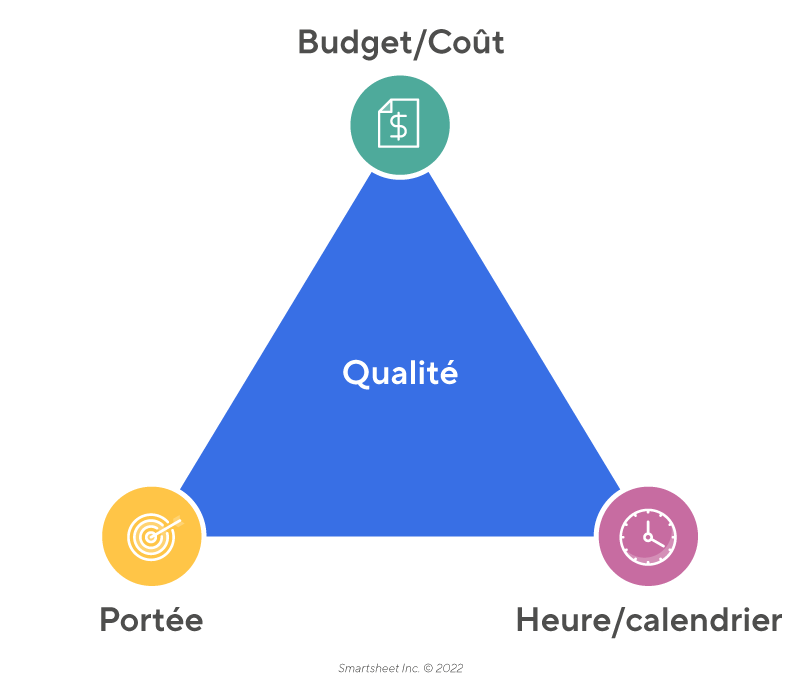 Budget/Coût
$
Qualité
Portée
Heure/calendrier
Smartsheet Inc. © 2022